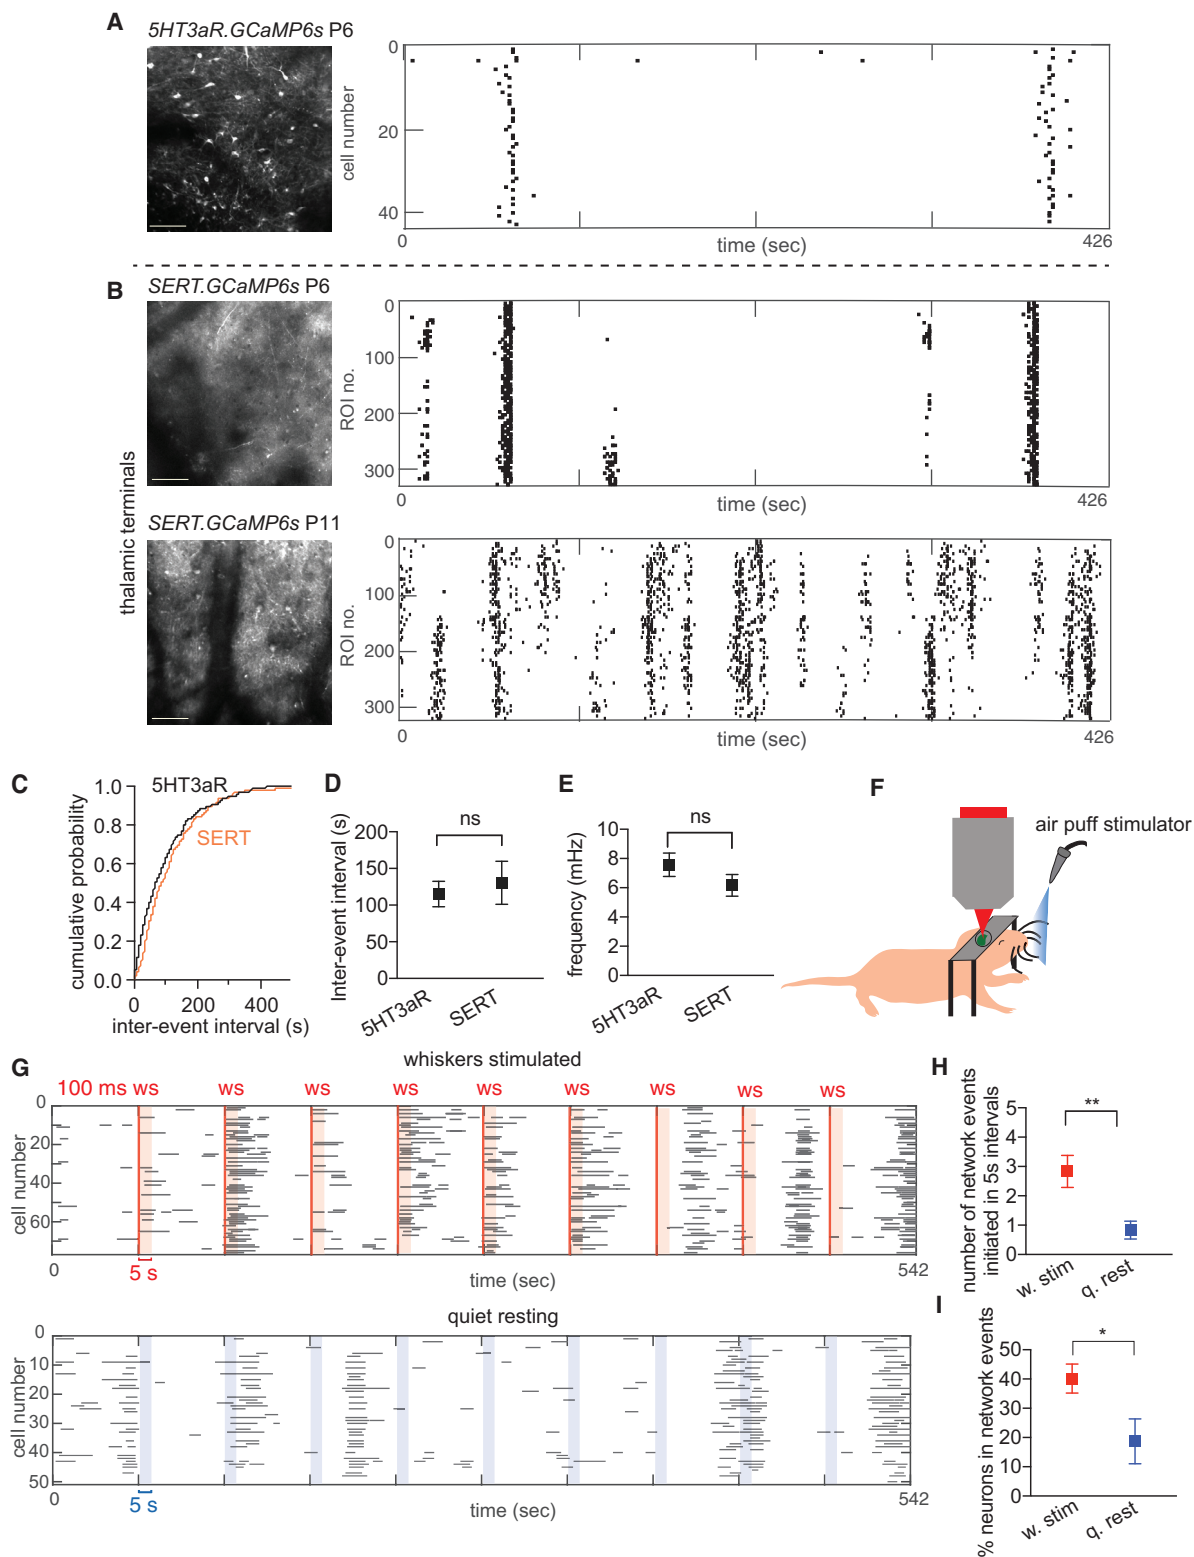 A
5HT3aR.GCaMP6s P6
cell number
0
20
40
0
426
time (sec)
B
thalamic terminals
SERT.GCaMP6s P6
ROI no.
0
100
200
300
0
426
time (sec)
SERT.GCaMP6s P11
ROI no.
0
100
200
300
0
426
time (sec)
C
cumulative probability
1.0
0.8
0.6
0.4
0.2
0.0
5HT3aR
SERT
0
200
400
inter-event interval (s)
D
Inter-event interval (s)
200
150
100
50
0
ns
5HT3aR
SERT
E
frequency (mHz)
10
8
6
4
2
0
ns
5HT3aR
SERT
F
air puff stimulator
G
whiskers stimulated
100 ms ws
ws
ws
ws
ws
ws
ws
ws
ws
cell number
0
20
40
60
0
5 s
time (sec)
542
quiet resting
cell number
0
10
20
30
40
50
0
5 s
time (sec)
542
H
number of network events
initiated in 5s intervals
5
4
3
2
1
0
**
w. stim
q. rest
I
% neurons in network events
50
40
30
20
10
0
*
w. stim
q. rest